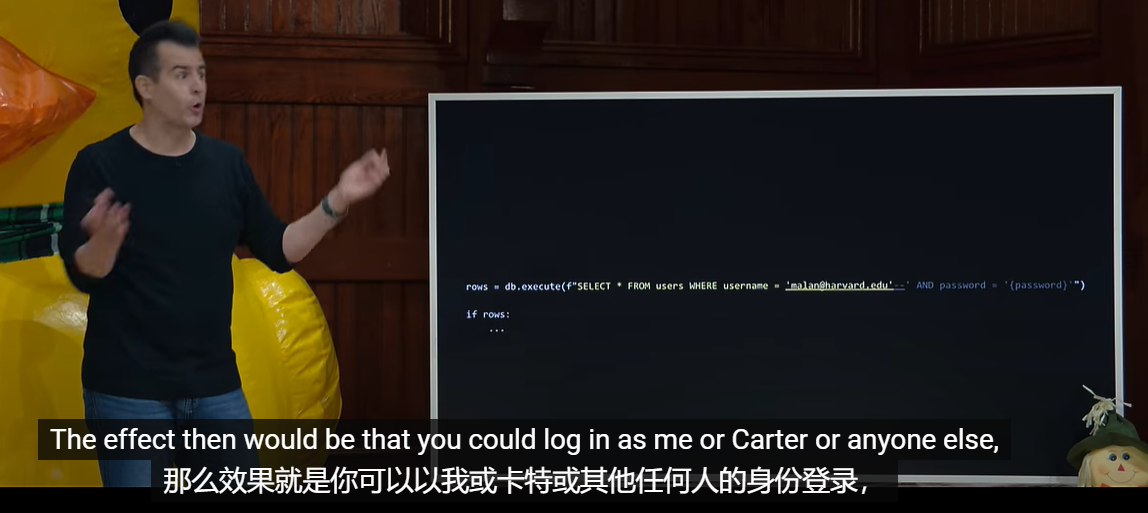 rows = db.execute(f"SELECT * FROM users WHERE username = 'malan@harvard.edu'--' AND password = '{password}'")
if rows:
...
The effect then would be that you could log in as me or Carter or anyone else,
那么效果就是你可以以我或卡特或其他任何人的身份登录，